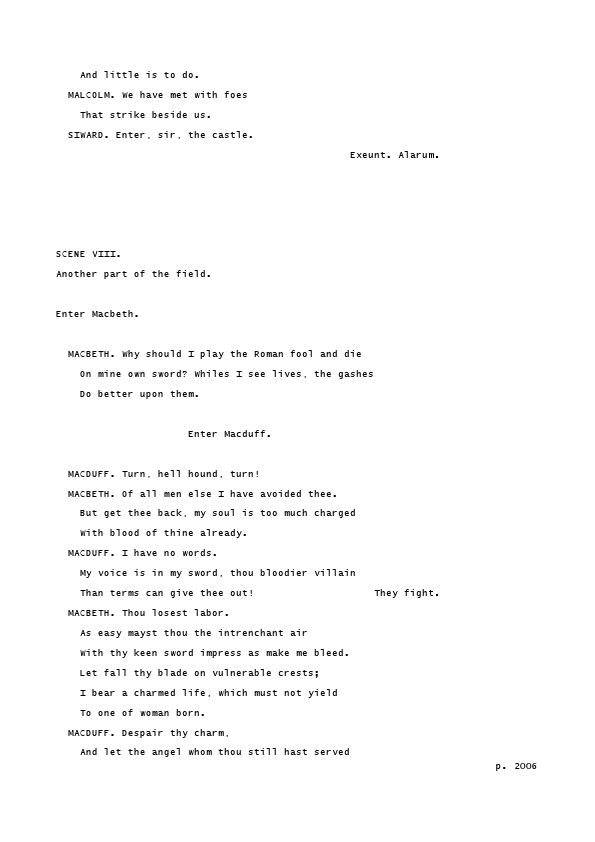 And little is to do.
MALCOLM. We have met with foes
That strike beside us.
SIWARD. Enter, sir, the castle.
Exeunt. Alarum.
SCENE VIII.
Another part of the field.
Enter Macbeth.
MACBETH. Why should I play the Roman fool and die
On mine own sword? Whiles I see lives, the gashes
Do better upon them.
Enter Macduff.
MACDUFF. Turn, hell hound, turn!
MACBETH. Of all men else I have avoided thee.
But get thee back, my soul is too much charged
With blood of thine already.
MACDUFF. I have no words.
My voice is in my sword, thou bloodier villain
Than terms can give thee out! They fight.
MACBETH. Thou losest labor.
As easy mayst thou the intrenchant air
With thy keen sword impress as make me bleed.
Let fall thy blade on vulnerable crests;
I bear a charmed life, which must not yield
To one of woman born.
MACDUFF. Despair thy charm,
And let the angel whom thou still hast served
p. 2006